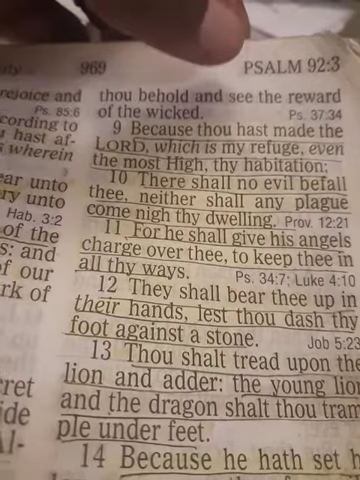 969
PSALM 92:3
rejoice and
Ps. 85:6
cording to
hast af-
wherein
ear unto
ry unto
Hab. 3:2
of the
s: and
of our
rk of
cret
ide
Al-
thou behold and see the reward
of the wicked. Ps. 37:34
9 Because thou hast made the
LORD, which is my refuge, even
the most High, thy habitation;
10 There shall no evil befall
thee, neither shall any plague
come nigh thy dwelling. Prov. 12:21
11 For he shall give his angels
charge over thee, to keep thee in
all thy ways. Ps. 34:7; Luke 4:10
12 They shall bear thee up in
their hands, lest thou dash thy
foot against a stone. Job 5:23
13 Thou shalt tread upon the
lion and adder: the young lion
and the dragon shalt thou tram
ple under feet.
14 Because he hath set h